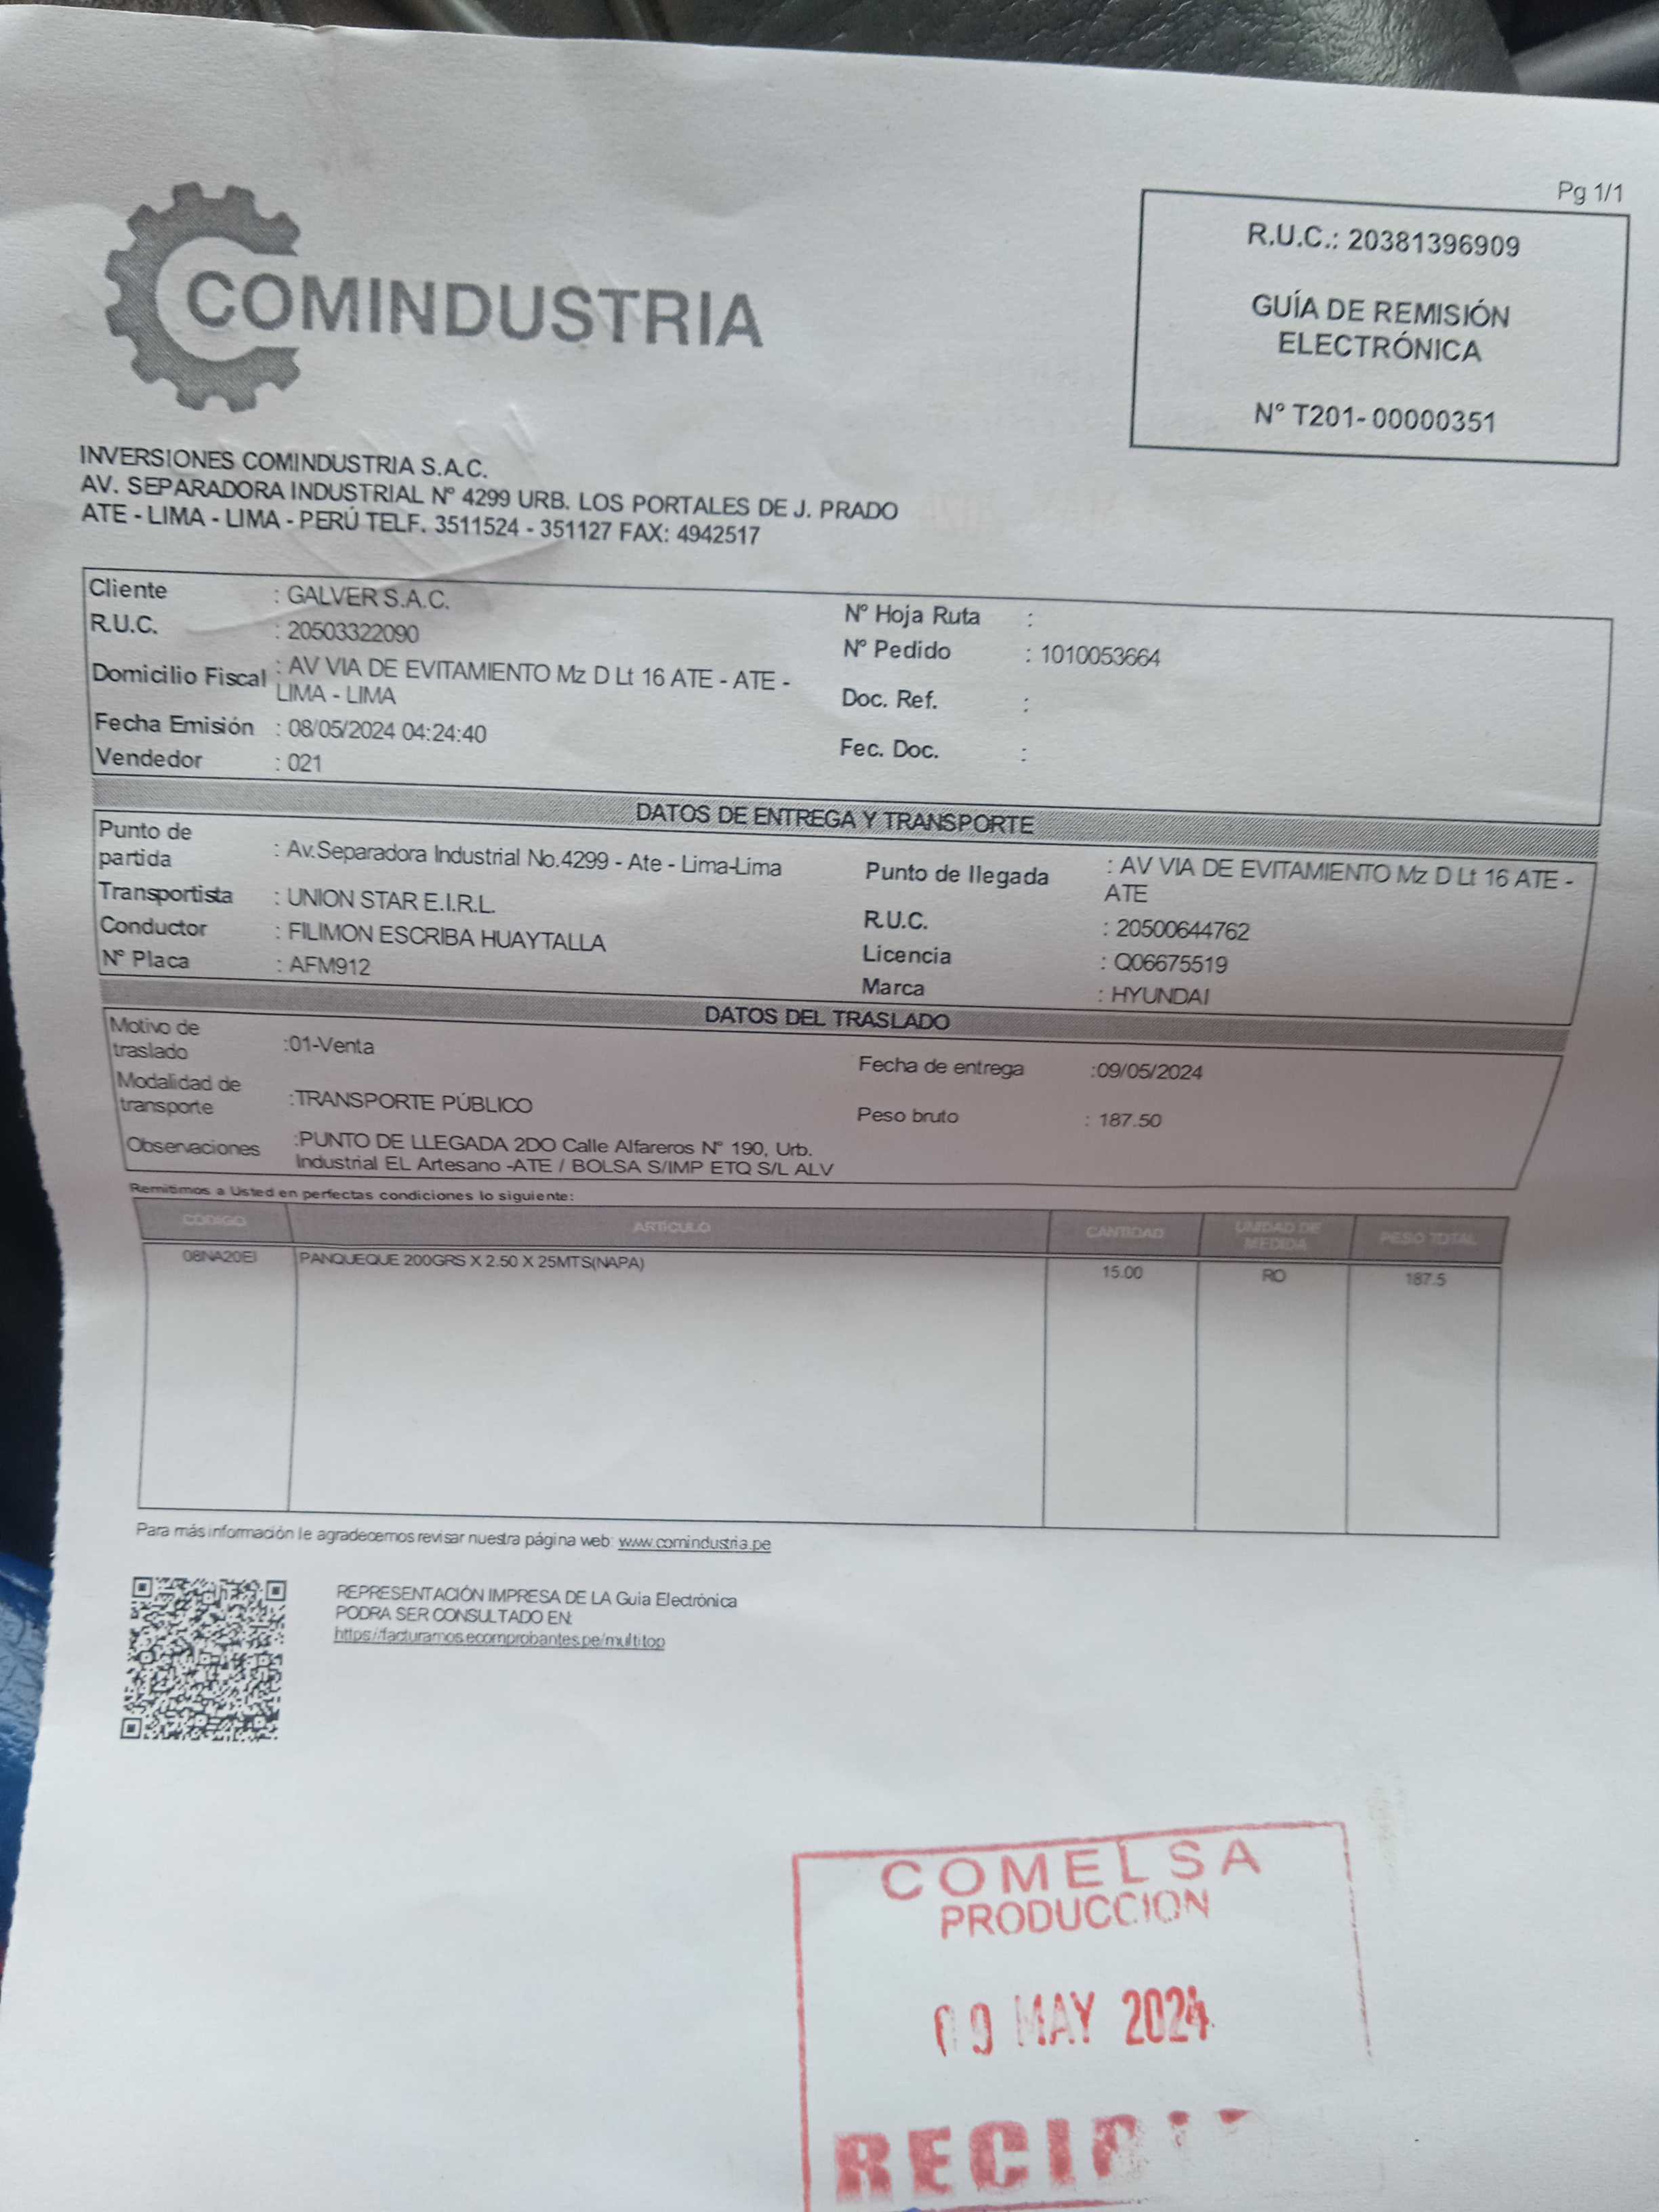 Pg 1/1
COMINDUSTRIA
R.U.C.: 20381396909
GUÍA DE REMISIÓN
ELECTRÓNICA
N° T201- 00000351
INVERSIONES COMINDUSTRIA S.A.C.
AV. SEPARADORA INDUSTRIAL Nº 4299 URB. LOS PORTALES DE J. PRADO
ATE - LIMA - LIMA - PERÚ TELF. 3511524 - 351127 FAX: 4942517
Cliente : GALVER S.A.C.
R.U.C. : 20503322090
Domicilio Fiscal : AV VIA DE EVITAMIENTO Mz D Lt 16 ATE - ATE -
LIMA - LIMA
Fecha Emisión : 08/05/2024 04:24:40
Vendedor : 021
Nº Hoja Ruta :
Nº Pedido : 1010053664
Doc. Ref. :
Fec. Doc. :
DATOS DE ENTREGA Y TRANSPORTE
Punto de
partida : Av.Separadora Industrial No.4299 - Ate - Lima-Lima
Transportista : UNION STAR E.I.R.L.
Conductor : FILIMON ESCRIBA HUAYTALLA
Nº Placa : AFM912
Punto de llegada : AV VIA DE EVITAMIENTO Mz D Lt 16 ATE -
ATE
R.U.C. : 20500644762
Licencia : Q06675519
Marca : HYUNDAI
DATOS DEL TRASLADO
Motivo de
traslado :01-Venta
Modalidad de
transporte :TRANSPORTE PÚBLICO
Observaciones :PUNTO DE LLEGADA 2DO Calle Alfareros N° 190, Urb.
Industrial EL Artesano -ATE / BOLSA S/IMP ETQ S/L ALV
Fecha de entrega :09/05/2024
Peso bruto : 187.50
Remitimos a Usted en perfectas condiciones lo siguiente:
CODIGO ARTICULO CANTIDAD UNIDAD DE MEDIDA PESO TOTAL
08NA20EI PANQUEQUE 200GRS X 2.50 X 25MTS(NAPA) 15.00 RO 187.5
Para más información le agradecemos revisar nuestra página web: www.comindustria.pe
REPRESENTACIÓN IMPRESA DE LA Guia Electrónica
PODRA SER CONSULTADO EN:
https://facturamos.ecomprobantes.pe/multitop
COMELSA
PRODUCCION
09 MAY 2024